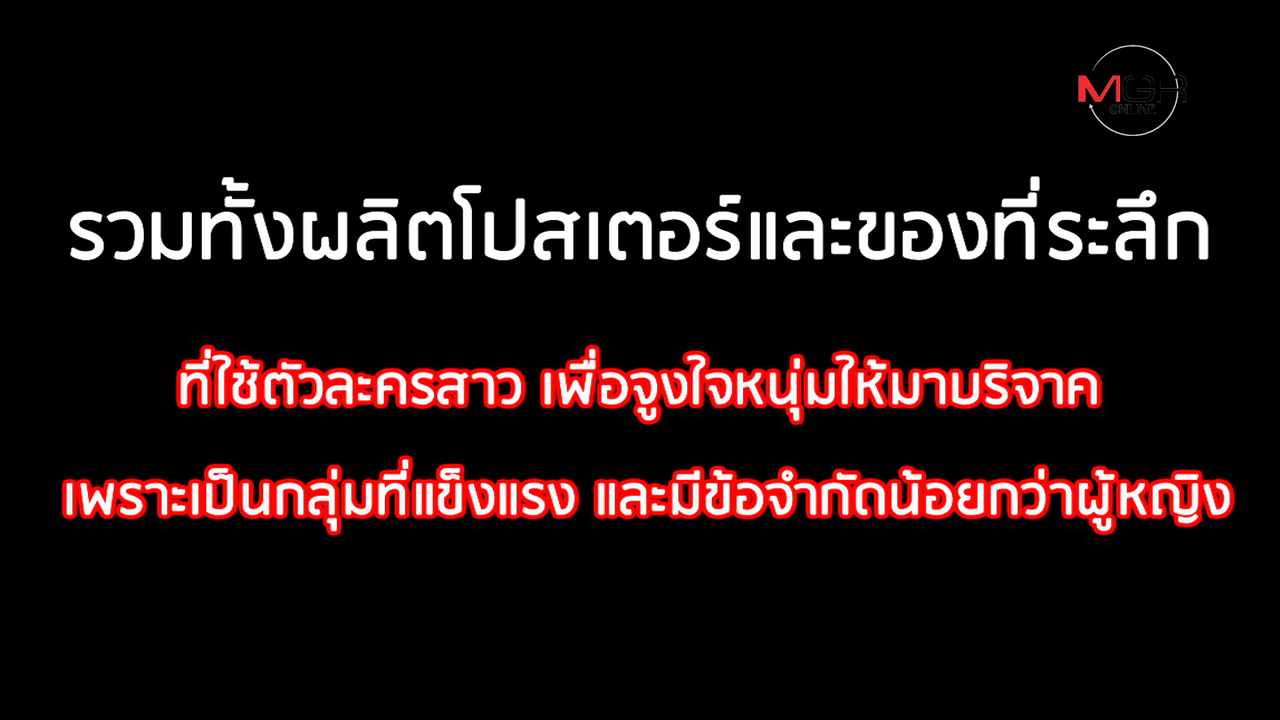 MGR
ONLINE
รวมทั้งผลิตโปสเตอร์และของที่ระลึก
ที่ใช้ตัวละครสาว เพื่อจูงใจหนุ่มให้มาบริจาค
เพราะเป็นกลุ่มที่แข็งแรง และมีข้อจำกัดน้อยกว่าผู้หญิง